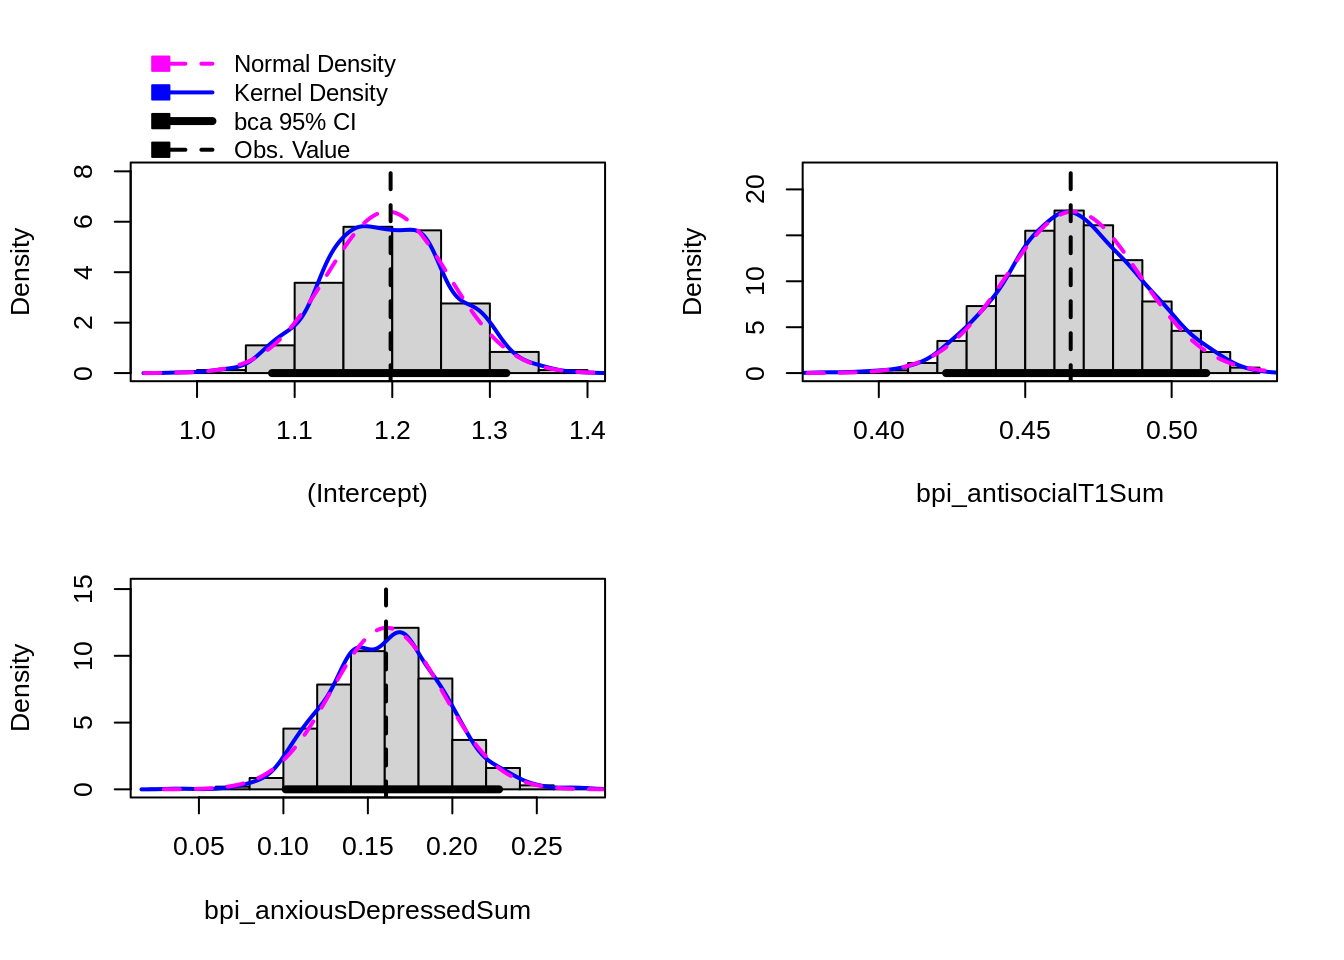 Normal Density
Kernel Density
bca 95% CI
Obs. Value
Density
0 2 4 6 8
1.0 1.1 1.2 1.3 1.4
(Intercept)
Density
0 5 10 20
0.40 0.45 0.50
bpi_antisocialT1Sum
Density
0 5 10 15
0.05 0.10 0.15 0.20 0.25
bpi_anxiousDepressedSum